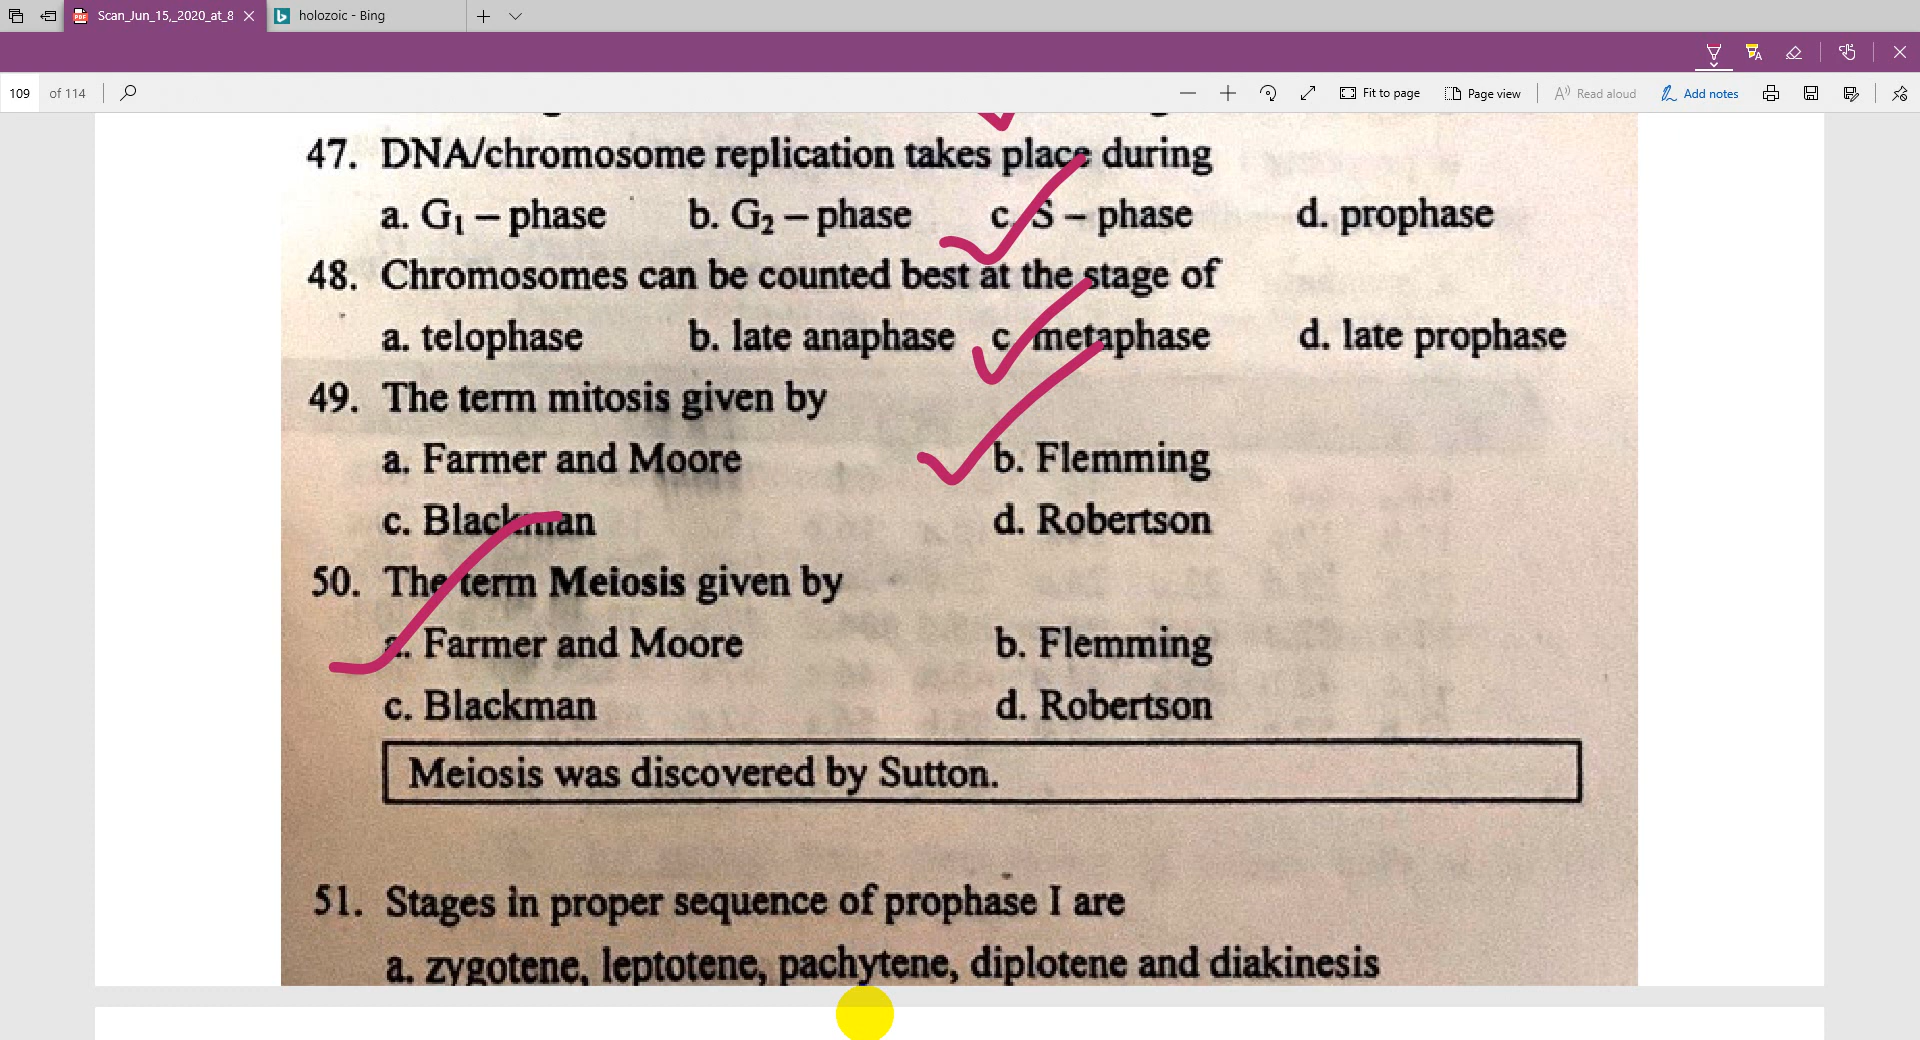 Scan_Jun_15,_2020_at_8
holozoic - Bing
109 of 114
Fit to page
Page view
Read aloud
Add notes
47. DNA/chromosome replication takes place during
a. G₁ – phase b. G₂ – phase c. S – phase d. prophase
48. Chromosomes can be counted best at the stage of
a. telophase b. late anaphase c. metaphase d. late prophase
49. The term mitosis given by
a. Farmer and Moore b. Flemming
c. Blackman d. Robertson
50. The term Meiosis given by
a. Farmer and Moore b. Flemming
c. Blackman d. Robertson
Meiosis was discovered by Sutton.
51. Stages in proper sequence of prophase I are
a. zygotene, leptotene, pachytene, diplotene and diakinesis